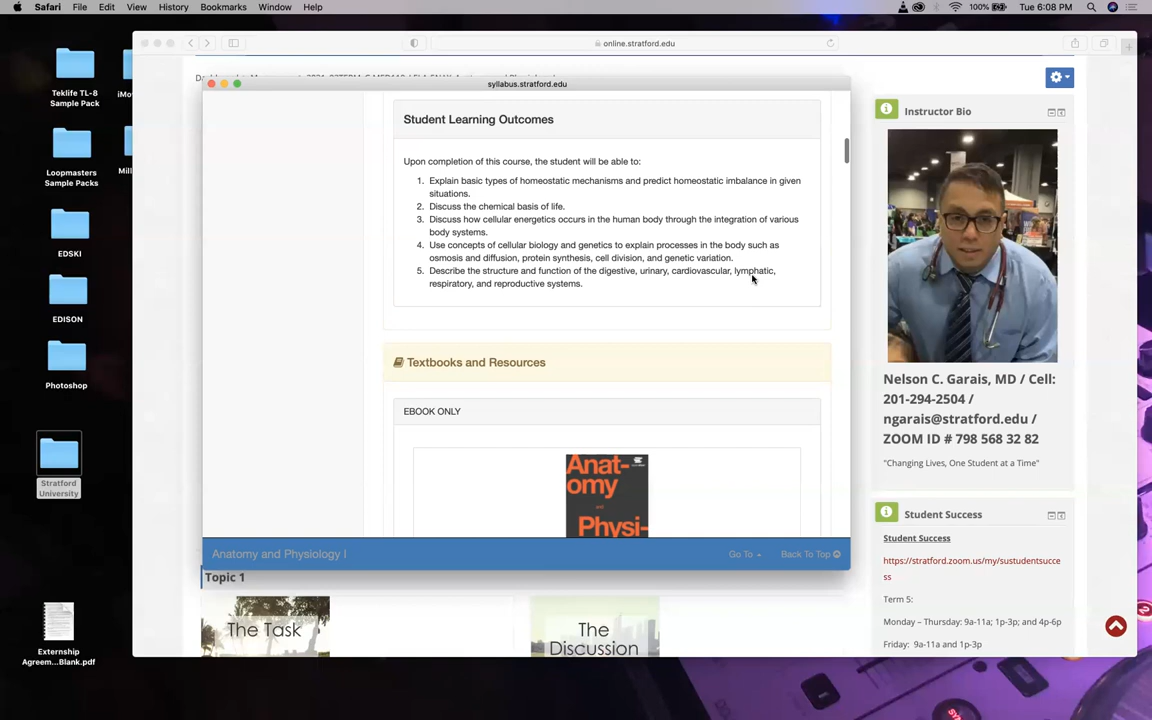 Safari File Edit View History Bookmarks Window Help
100% Tue 6:08 PM
online.stratford.edu
syllabus.stratford.edu
Teklife TL-8
Sample Pack
Loopmasters
Sample Packs
EDSKI
EDISON
Photoshop
Stratford
University
Externship
Agreem...Blank.pdf
Student Learning Outcomes
Upon completion of this course, the student will be able to:
1. Explain basic types of homeostatic mechanisms and predict homeostatic imbalance in given
situations.
2. Discuss the chemical basis of life.
3. Discuss how cellular energetics occurs in the human body through the integration of various
body systems.
4. Use concepts of cellular biology and genetics to explain processes in the body such as
osmosis and diffusion, protein synthesis, cell division, and genetic variation.
5. Describe the structure and function of the digestive, urinary, cardiovascular, lymphatic,
respiratory, and reproductive systems.
Textbooks and Resources
EBOOK ONLY
Anat-
omy
and
Physi-
Anatomy and Physiology I
Go To
Back To Top
Topic 1
The Task
The
Discussion
Instructor Bio
Nelson C. Garais, MD / Cell:
201-294-2504 /
ngarais@stratford.edu /
ZOOM ID # 798 568 32 82
"Changing Lives, One Student at a Time"
Student Success
Student Success
https://stratford.zoom.us/my/sustudentsucce
ss
Term 5:
Monday – Thursday: 9a-11a; 1p-3p; and 4p-6p
Friday: 9a-11a and 1p-3p